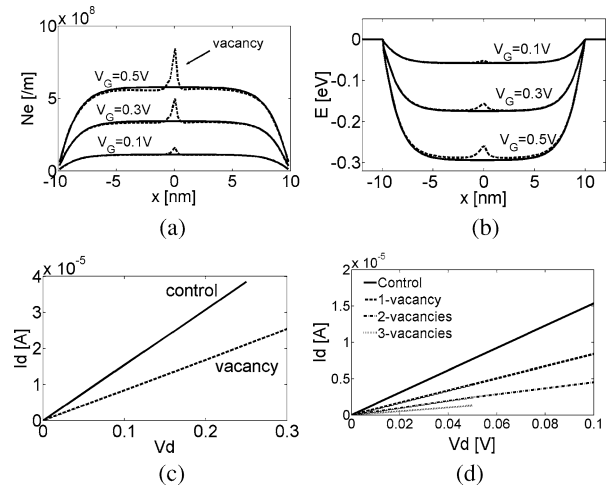 10 x 10^8
Ne [/m]
5
0
vacancy
V_G=0.5V
V_G=0.3V
V_G=0.1V
-10 -5 0 5 10
x [nm]
(a)
E [eV]
0
-0.1
-0.2
-0.3
V_G=0.1V
V_G=0.3V
V_G=0.5V
-10 -5 0 5 10
x [nm]
(b)
4 x 10^-5
Id [A]
3
2
1
0
control
vacancy
0 0.1 0.2 0.3
Vd
(c)
2 x 10^-5
Id [A]
1.5
1
0.5
0
Control
1-vacancy
2-vacancies
3-vacancies
0 0.02 0.04 0.06 0.08 0.1
Vd [V]
(d)